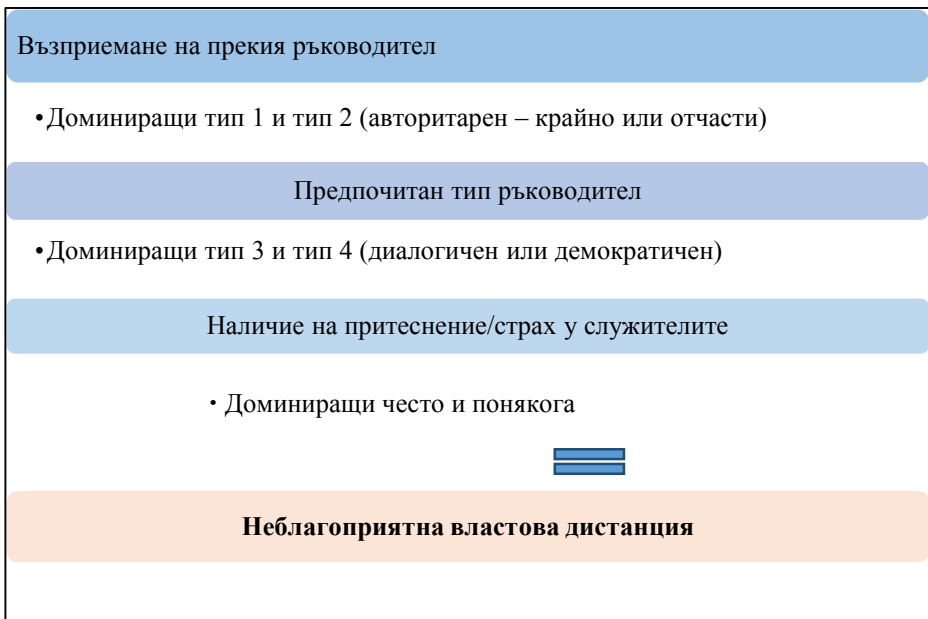 Възприемане на прекия ръководител
•Доминиращи тип 1 и тип 2 (авторитарен – крайно или отчасти)
Предпочитан тип ръководител
•Доминиращи тип 3 и тип 4 (диалогичен или демократичен)
Наличие на притеснение/страх у служителите
• Доминиращи често и понякога
Неблагоприятна властова дистанция